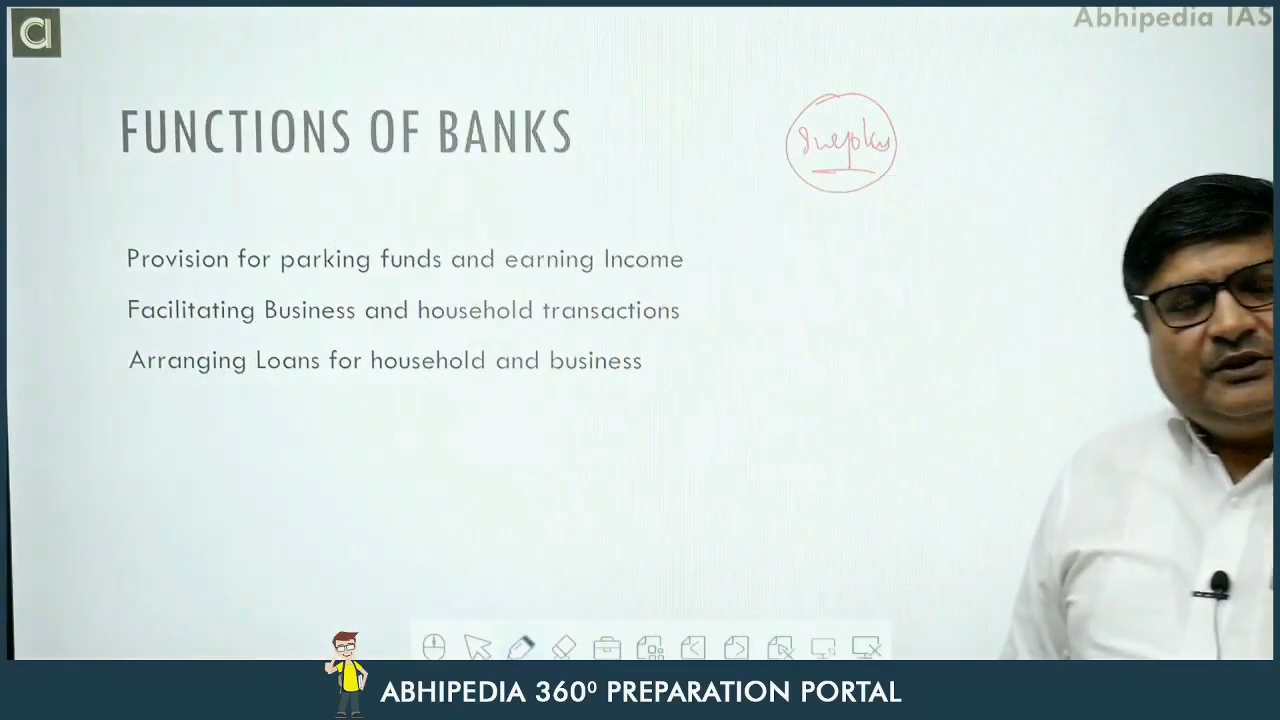 Abhipedia IAS
FUNCTIONS OF BANKS
Provision for parking funds and earning Income
Facilitating Business and household transactions
Arranging Loans for household and business
ABHIPEDIA 360⁰ PREPARATION PORTAL